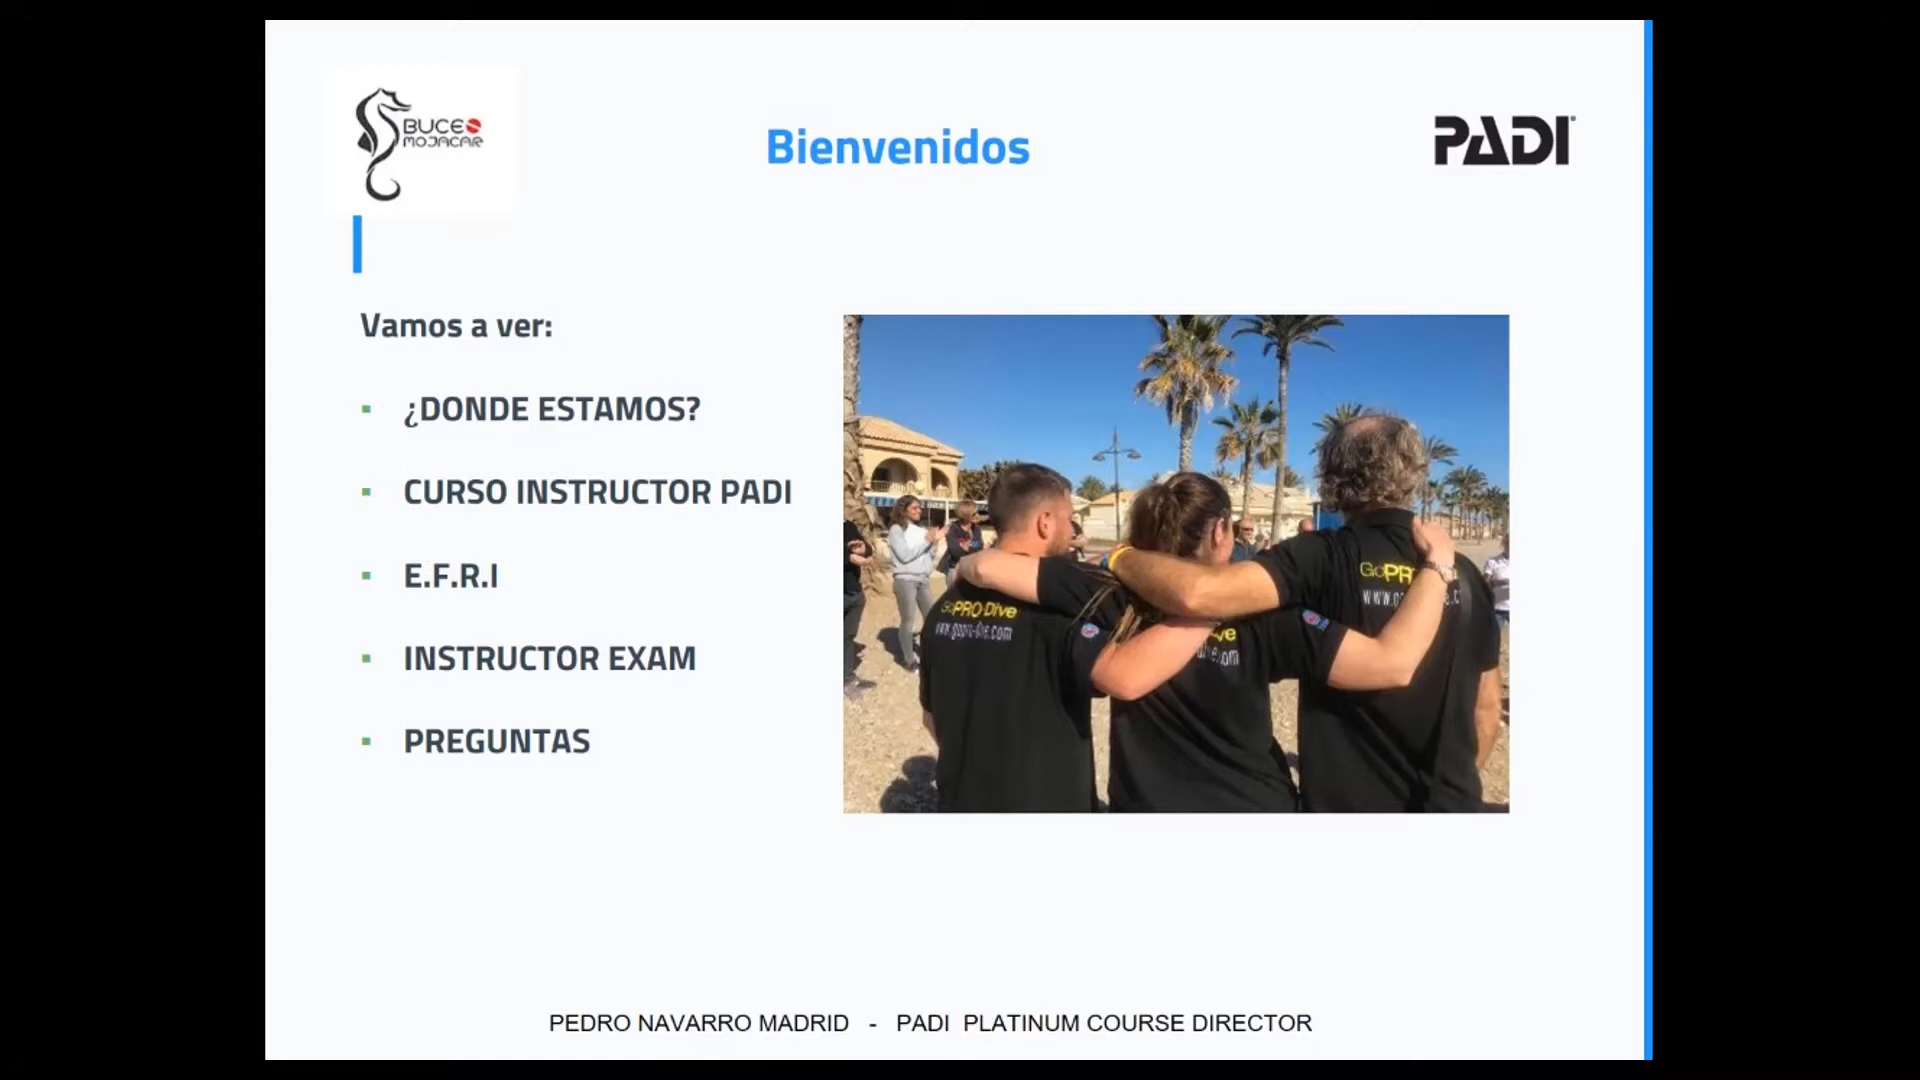 BUCEO
MOJACAR
Bienvenidos
PADI
Vamos a ver:
▪ ¿DONDE ESTAMOS?
▪ CURSO INSTRUCTOR PADI
▪ E.F.R.I
▪ INSTRUCTOR EXAM
▪ PREGUNTAS
GoPRO-Dive
www.gopro-dive.com
PEDRO NAVARRO MADRID - PADI PLATINUM COURSE DIRECTOR